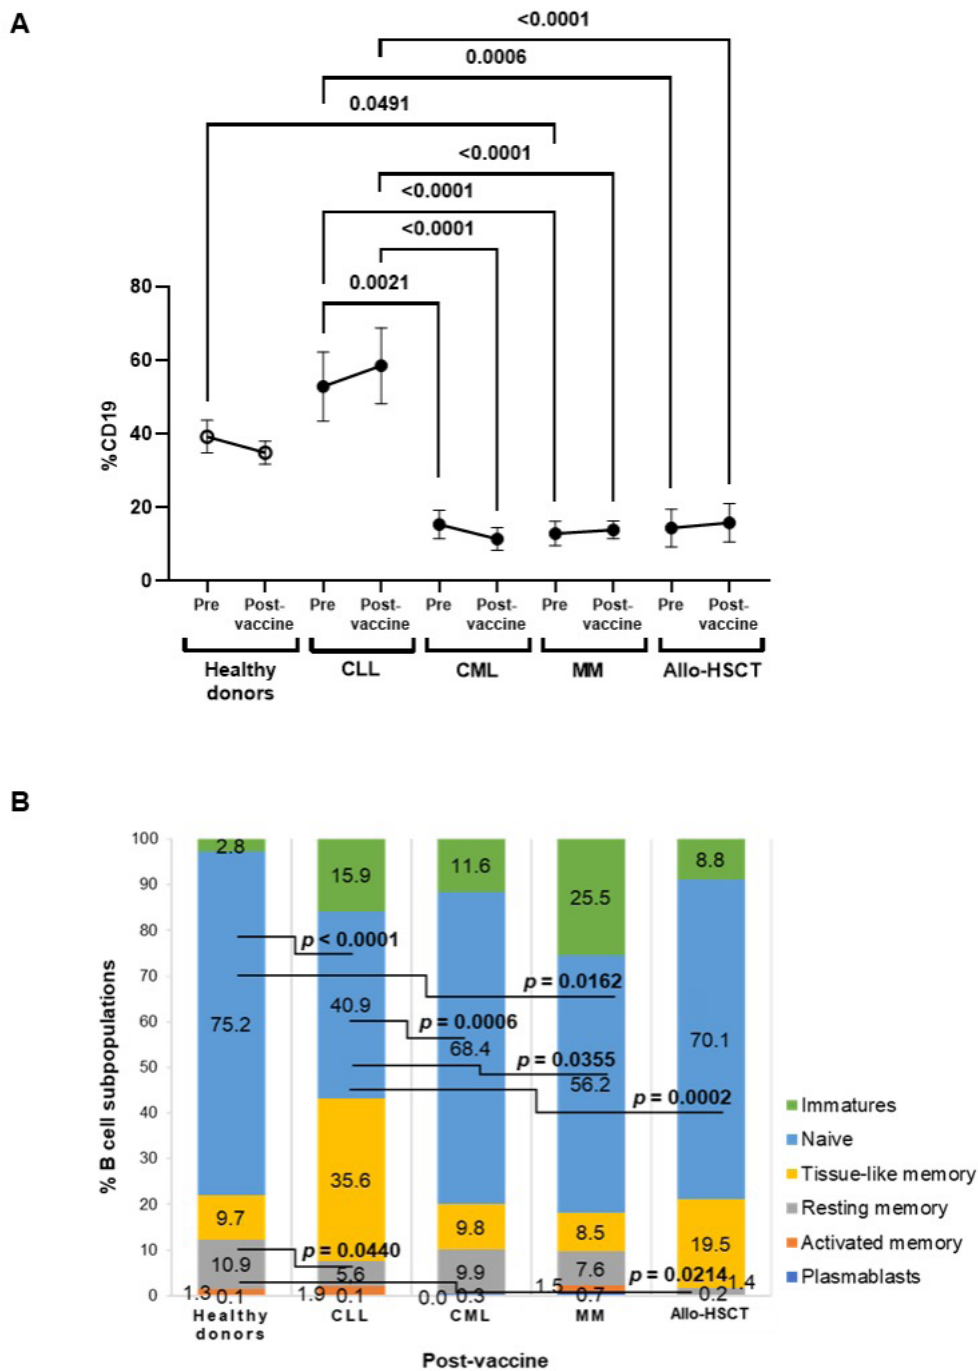 A
<0.0001
0.0006
0.0491
<0.0001
<0.0001
<0.0001
0.0021
80
60
40
20
0
%CD19
Pre Post-vaccine Pre Post-vaccine Pre Post-vaccine Pre Post-vaccine Pre Post-vaccine
Healthy donors CLL CML MM Allo-HSCT
B
100
90
80
70
60
50
40
30
20
10
0
% B cell subpopulations
2.8 15.9 11.6 25.5 8.8
p < 0.0001
p = 0.0162
75.2 40.9 68.4 56.2 70.1
p = 0.0006
p = 0.0355
p = 0.0002
9.7 35.6 9.8 8.5 19.5
p = 0.0440
10.9 5.6 9.9 7.6 1.4
p = 0.0214
1.3 0.1 1.9 0.1 0.0 0.3 1.5 0.7 0.2
Healthy donors CLL CML MM Allo-HSCT
Post-vaccine
Immatures
Naive
Tissue-like memory
Resting memory
Activated memory
Plasmablasts